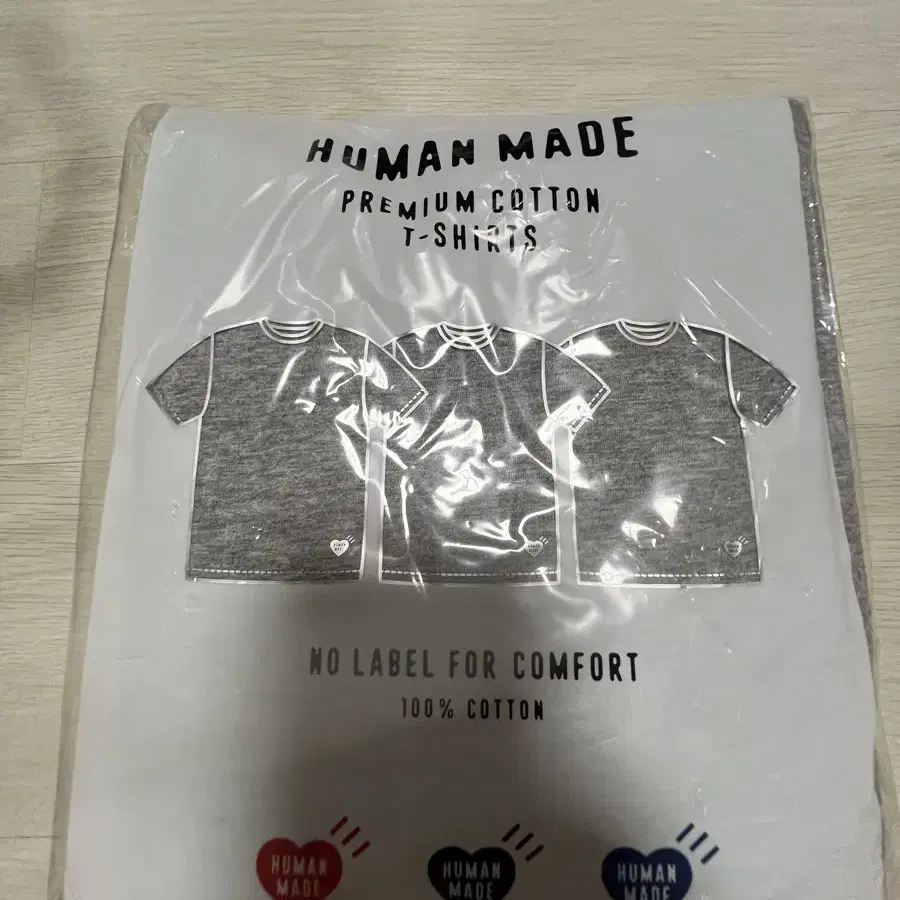 HUMAN MADE
PREMIUM COTTON
T-SHIRTS
NO LABEL FOR COMFORT
100% COTTON
HUMAN
MADE
HUMAN
MADE
HUMAN
MADE